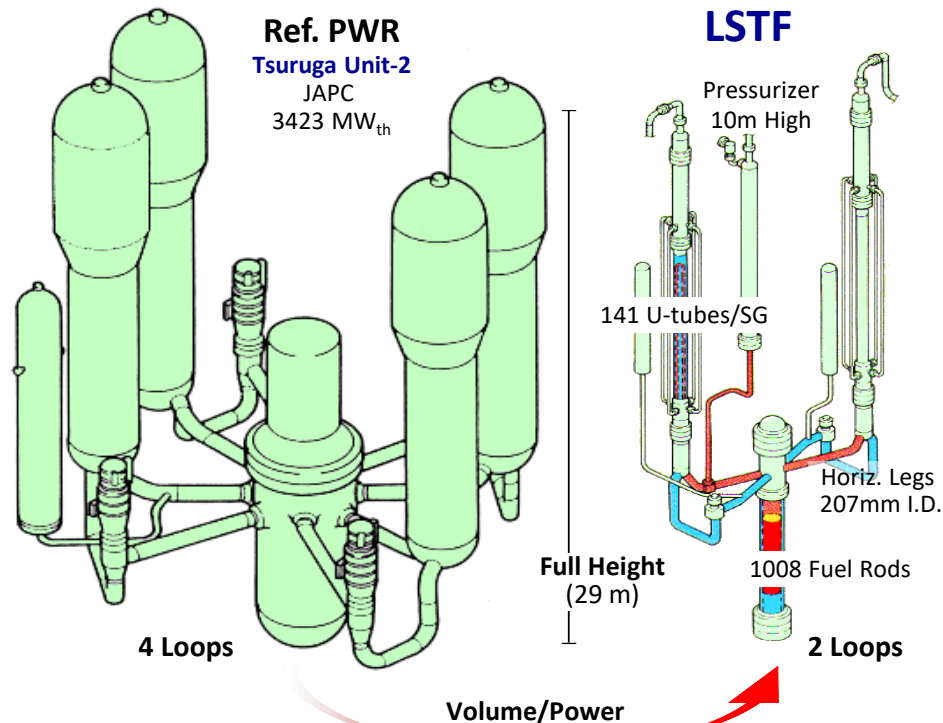 Ref. PWR
Tsuruga Unit-2
JAPC
3423 MWth
LSTF
Pressurizer
10m High
141 U-tubes/SG
Horiz. Legs
207mm I.D.
Full Height
(29 m)
1008 Fuel Rods
4 Loops
2 Loops
Volume/Power